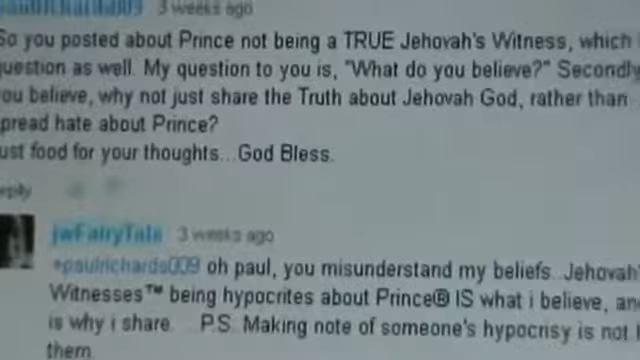 paulrichards009 3 weeks ago
So you posted about Prince not being a TRUE Jehovah's Witness, which
question as well. My question to you is, "What do you believe?" Secondly
you believe, why not just share the Truth about Jehovah God, rather than
spread hate about Prince?
ust food for your thoughts...God Bless.
reply
jwFairyTale 3 weeks ago
+paulrichards009 oh paul, you misunderstand my beliefs. Jehovah'
Witnesses™ being hypocrites about Prince® IS what i believe, an
is why i share... P.S. Making note of someone's hypocrisy is not
them.